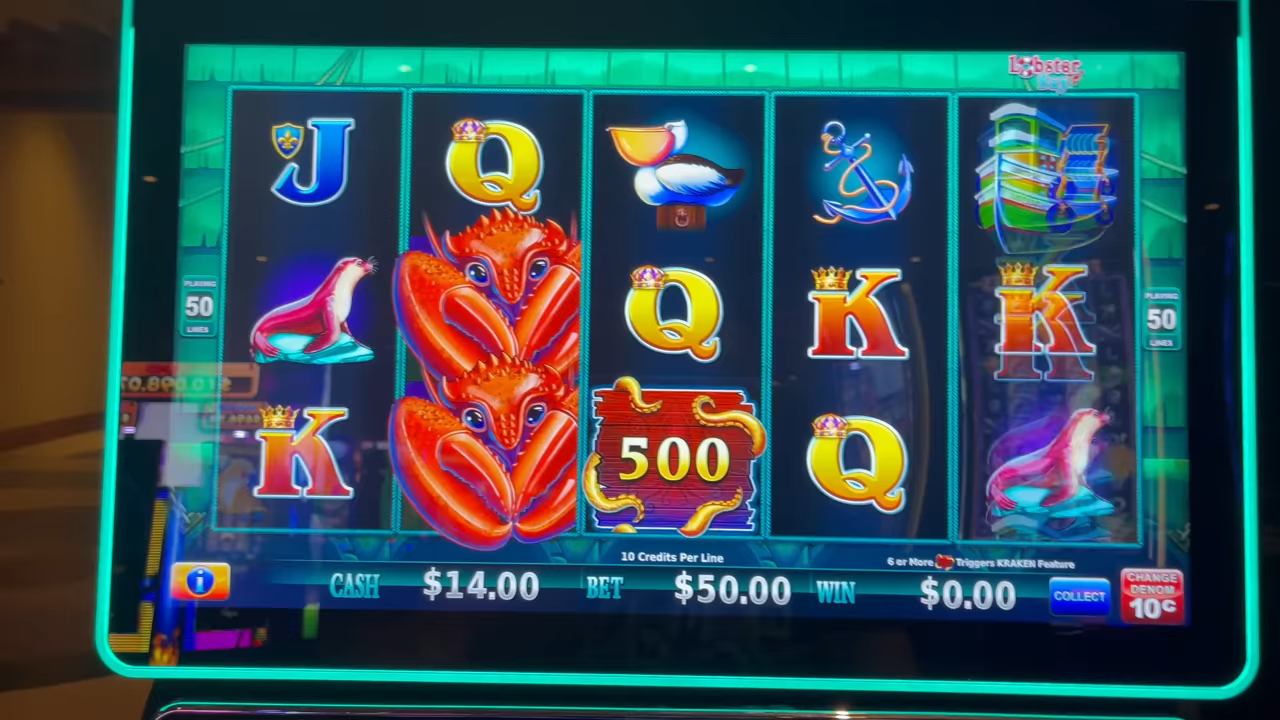 Lobster
J
Q
PLAYING
50
LINES
Q
K
K
PLAYING
50
LINES
K
500
Q
10 Credits Per Line
6 or More Triggers KRAKEN Feature
i
CASH
$14.00
BET
$50.00
WIN
$0.00
COLLECT
CHANGE
DENOM
10¢